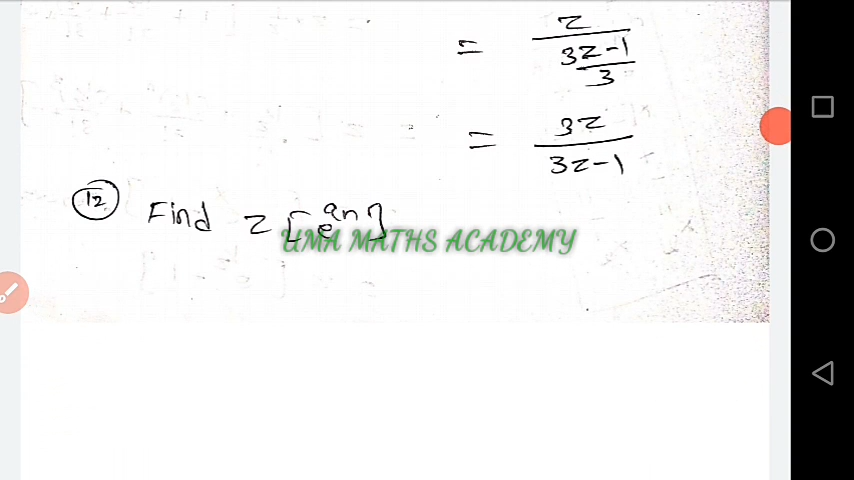 = z / (3z-1 / 3)
= 3z / 3z-1
12 Find z[e^an]
UMA MATHS ACADEMY